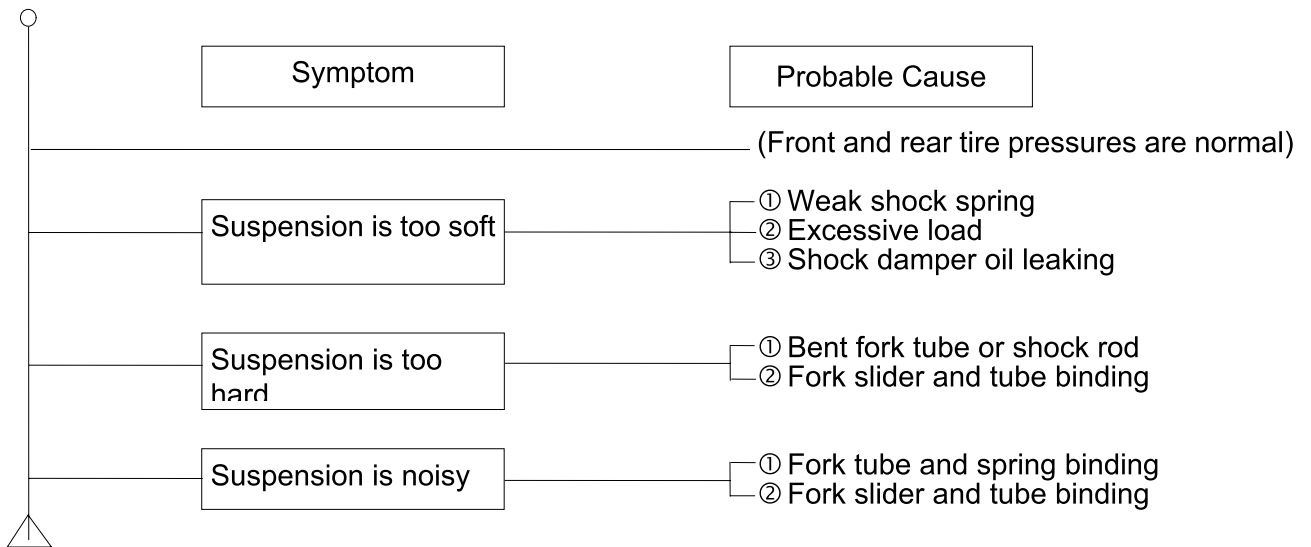 Symptom
Probable Cause
(Front and rear tire pressures are normal)
Suspension is too soft
① Weak shock spring
② Excessive load
③ Shock damper oil leaking
Suspension is too
hard
① Bent fork tube or shock rod
② Fork slider and tube binding
Suspension is noisy
① Fork tube and spring binding
② Fork slider and tube binding